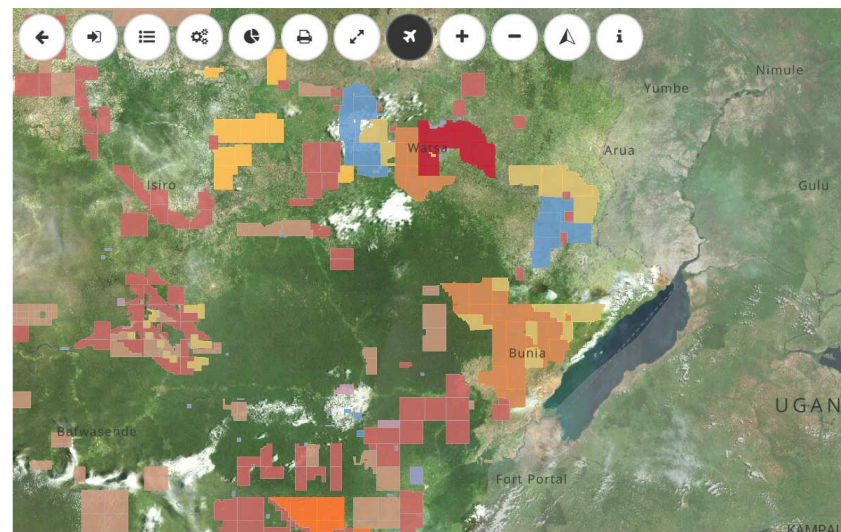 Nimule
Yumbe
Watsa
Arua
Isiro
Gulu
Bunia
UGAN
Bafwasende
Fort Portal
KAMPAL